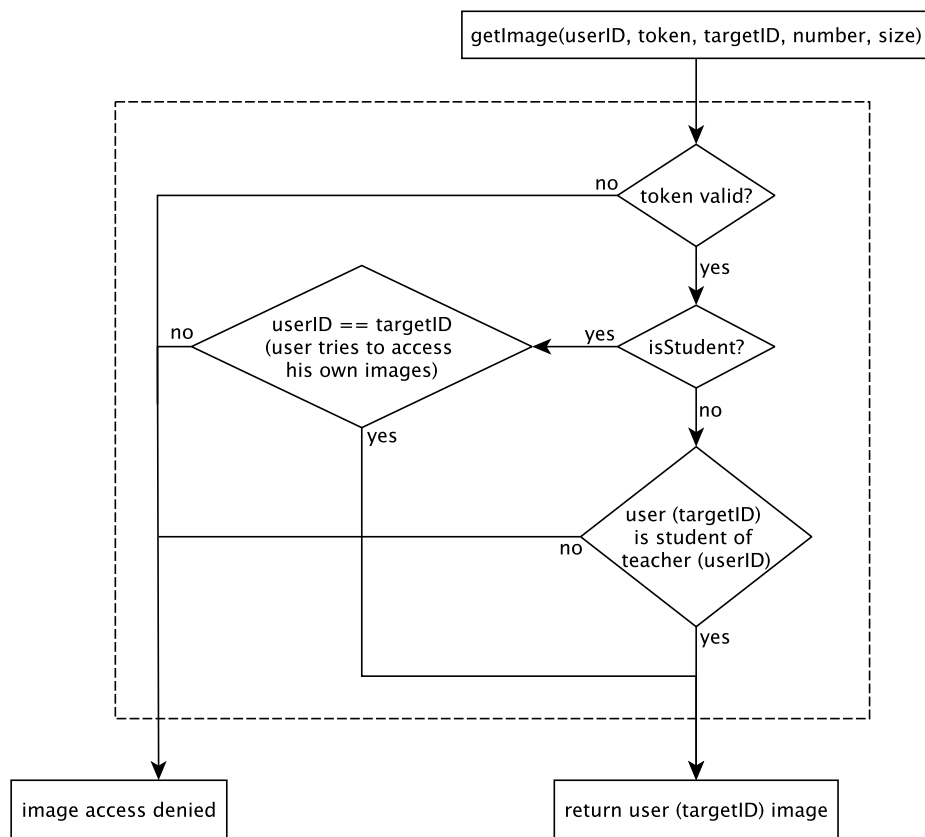 getImage(userID, token, targetID, number, size)
no
token valid?
yes
no
userID == targetID
(user tries to access
his own images)
yes
isStudent?
no
yes
user (targetID)
is student of
teacher (userID)
no
yes
image access denied
return user (targetID) image